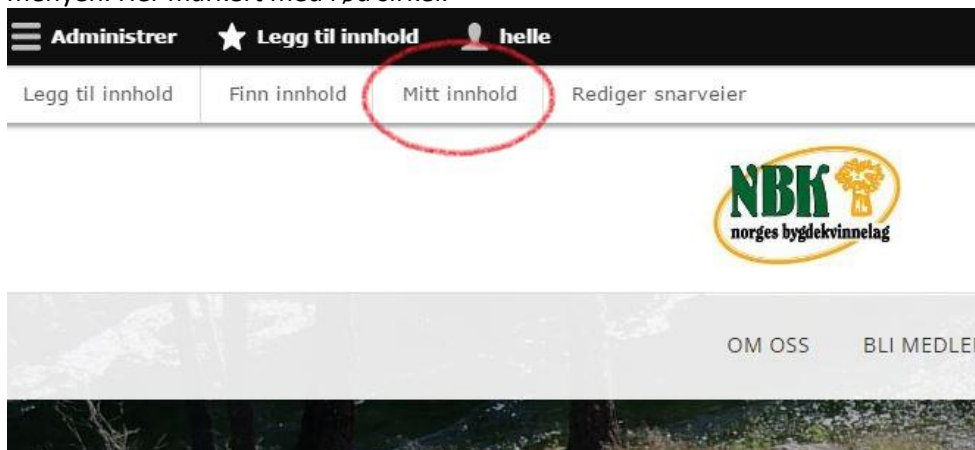 Administrer Legg til innhold helle
Legg til innhold Finn innhold Mitt innhold Rediger snarveier
NBK
norges bygdekvinnelag
OM OSS